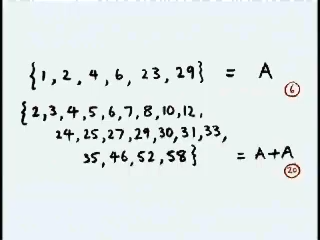 {1, 2, 4, 6, 23, 29} = A
6
{2,3,4,5,6,7,8,10,12,
24,25,27,29,30,31,33,
35,46,52,58} = A+A
20